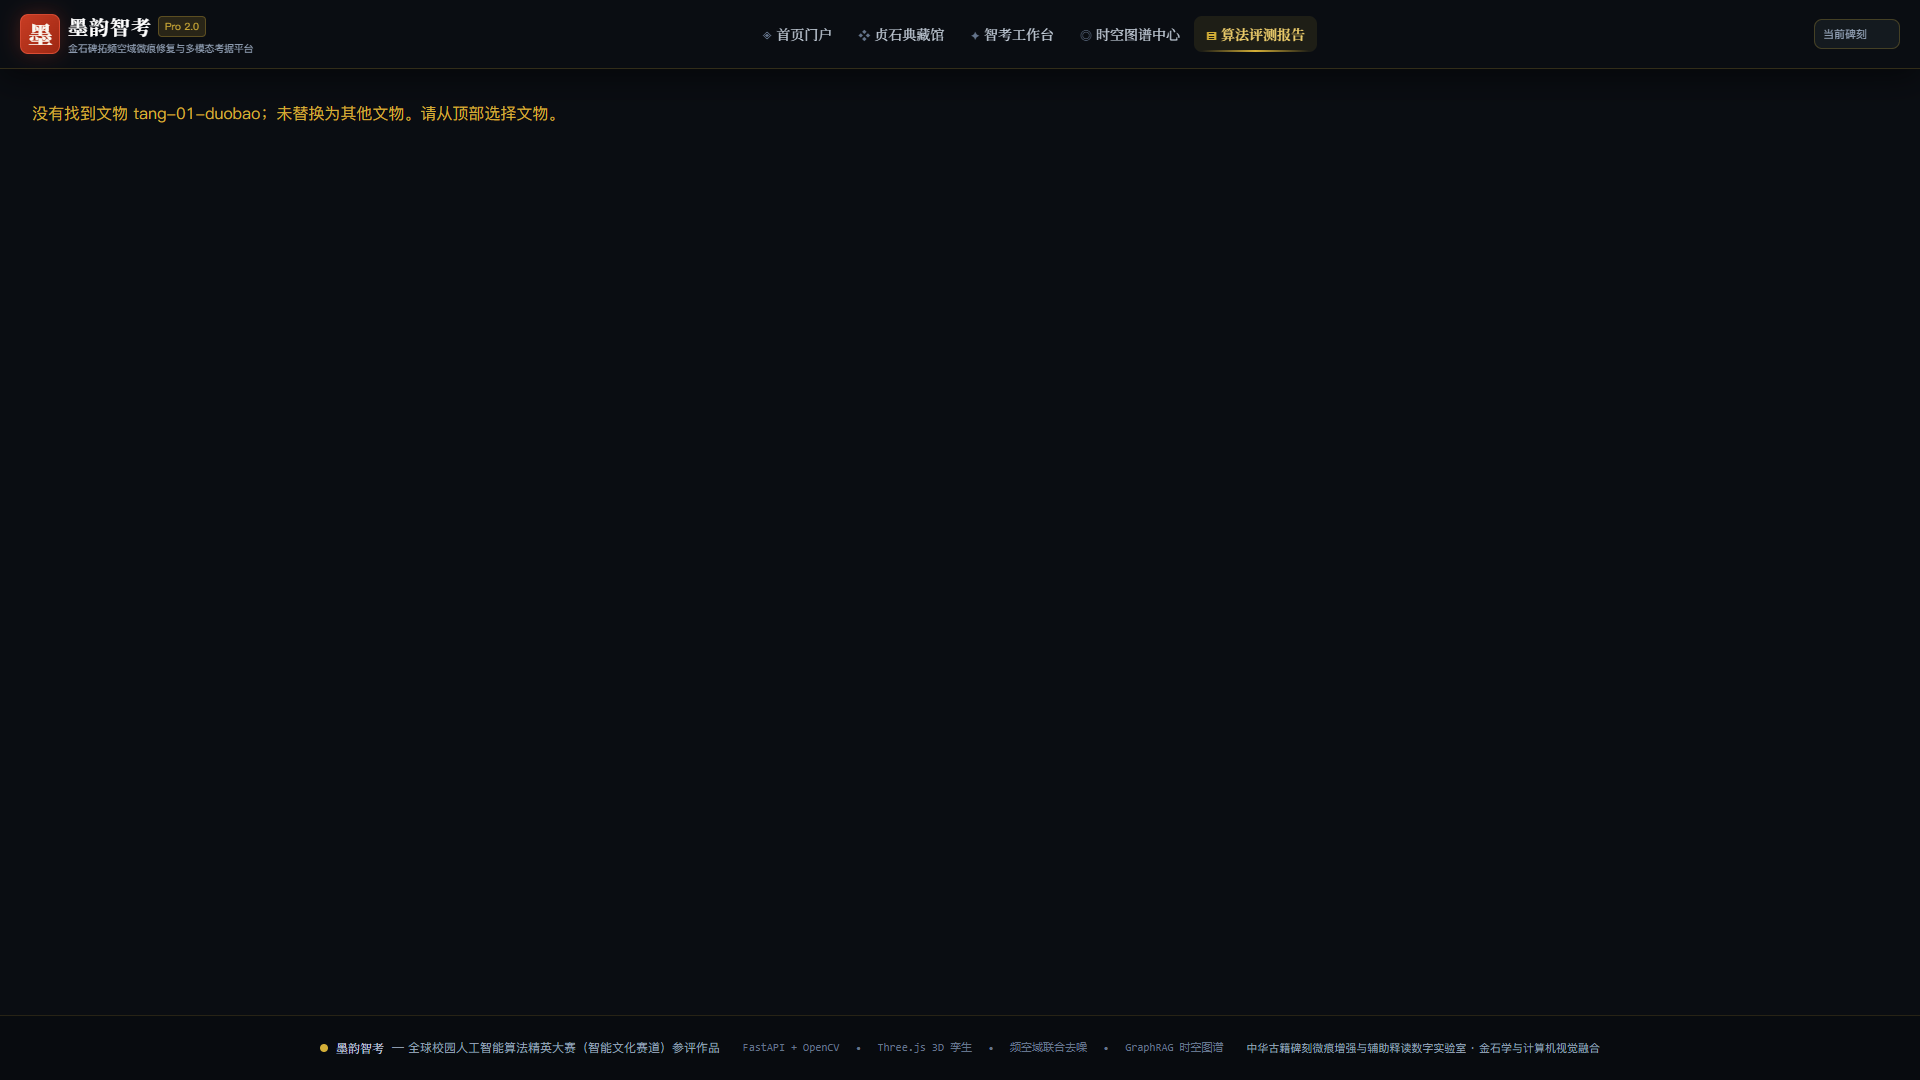 墨 墨韵智考 Pro 2.0
金石碑拓频空域微痕修复与多模态考据平台
首页门户 贞石典藏馆 智考工作台 时空图谱中心 算法评测报告
当前碑刻
没有找到文物 tang-01-duobao；未替换为其他文物。请从顶部选择文物。
墨韵智考 — 全球校园人工智能算法精英大赛（智能文化赛道）参评作品 FastAPI + OpenCV • Three.js 3D 孪生 • 频空域联合去噪 • GraphRAG 时空图谱 中华古籍碑刻微痕增强与辅助释读数字实验室 · 金石学与计算机视觉融合